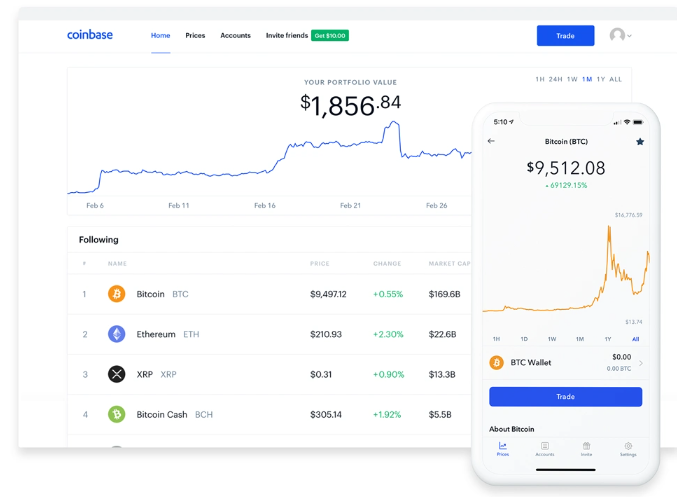 coinbase
Home Prices Accounts Invite friends Get $10.00
Trade
YOUR PORTFOLIO VALUE
$1,856.84
1H 24H 1W 1M 1Y ALL
Feb 6 Feb 11 Feb 16 Feb 21 Feb 26
Following
# NAME PRICE CHANGE MARKET CAP
1 Bitcoin BTC $9,497.12 +0.55% $169.6B
2 Ethereum ETH $210.93 +2.30% $22.6B
3 XRP XRP $0.31 +0.90% $13.3B
4 Bitcoin Cash BCH $305.14 +1.92% $5.5B
5:10
Bitcoin (BTC)
$9,512.08
69129.15%
$16,776.59
$13.74
1H 1D 1W 1M 1Y All
BTC Wallet $0.00
0.00 BTC
Trade
About Bitcoin
Prices Accounts Invite Settings